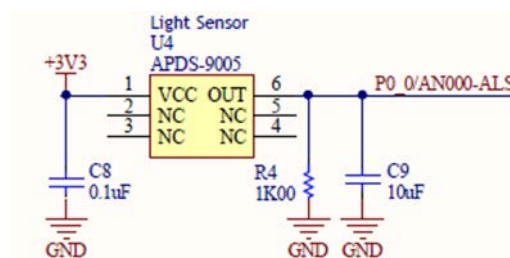 Light Sensor
U4
APDS-9005
+3V3
1 VCC OUT 6 P0_0/AN000-ALS
2 NC NC 5
3 NC NC 4
C8
0.1uF
R4
1K00
C9
10uF
GND GND GND